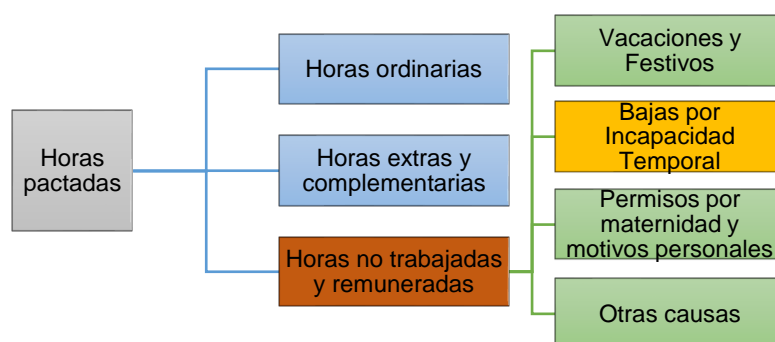 Horas
pactadas
Horas ordinarias
Horas extras y
complementarias
Horas no trabajadas
y remuneradas
Vacaciones y
Festivos
Bajas por
Incapacidad
Temporal
Permisos por
maternidad y
motivos personales
Otras causas